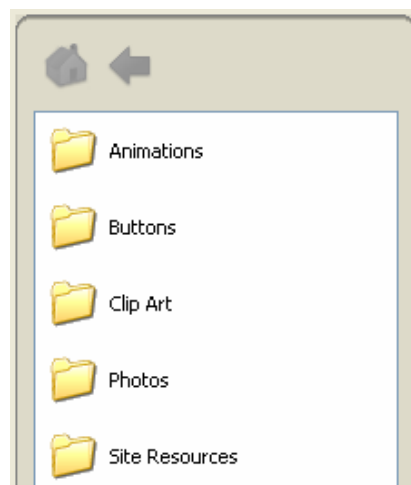 Animations
Buttons
Clip Art
Photos
Site Resources